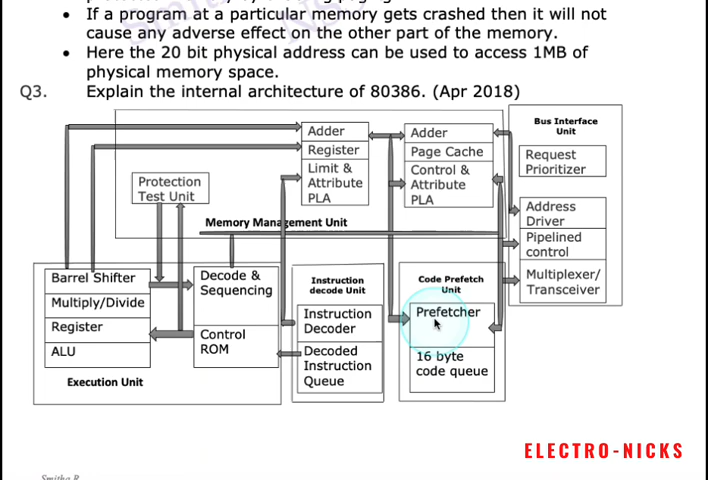 • If a program at a particular memory gets crashed then it will not
cause any adverse effect on the other part of the memory.
• Here the 20 bit physical address can be used to access 1MB of
physical memory space.
Q3. Explain the internal architecture of 80386. (Apr 2018)
Adder
Register
Limit &
Attribute
PLA
Adder
Page Cache
Control &
Attribute
PLA
Bus Interface
Unit
Request
Prioritizer
Address
Driver
Pipelined
control
Multiplexer/
Transceiver
Protection
Test Unit
Memory Management Unit
Barrel Shifter
Multiply/Divide
Register
ALU
Execution Unit
Decode &
Sequencing
Control
ROM
Instruction
decode Unit
Instruction
Decoder
Decoded
Instruction
Queue
Code Prefetch
Unit
Prefetcher
16 byte
code queue
ELECTRO-NICKS